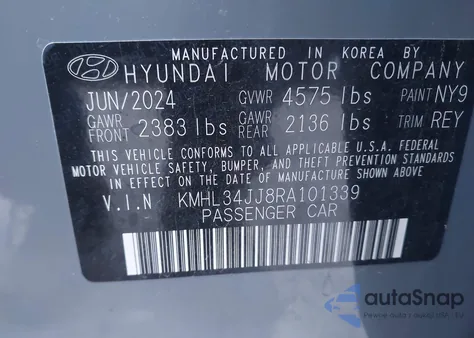 MANUFACTURED IN KOREA BY
HYUNDAI MOTOR COMPANY
JUN/2024 GVWR 4575 lbs PAINT NY9
GAWR FRONT 2383 lbs GAWR REAR 2136 lbs TRIM REY
THIS VEHICLE CONFORMS TO ALL APPLICABLE U.S.A. FEDERAL
MOTOR VEHICLE SAFETY, BUMPER, AND THEFT PREVENTION STANDARDS
IN EFFECT ON THE DATE OF MANUFACTURE SHOWN ABOVE.
V.I.N KMHL34JJ8RA101339
PASSENGER CAR
autoSnap